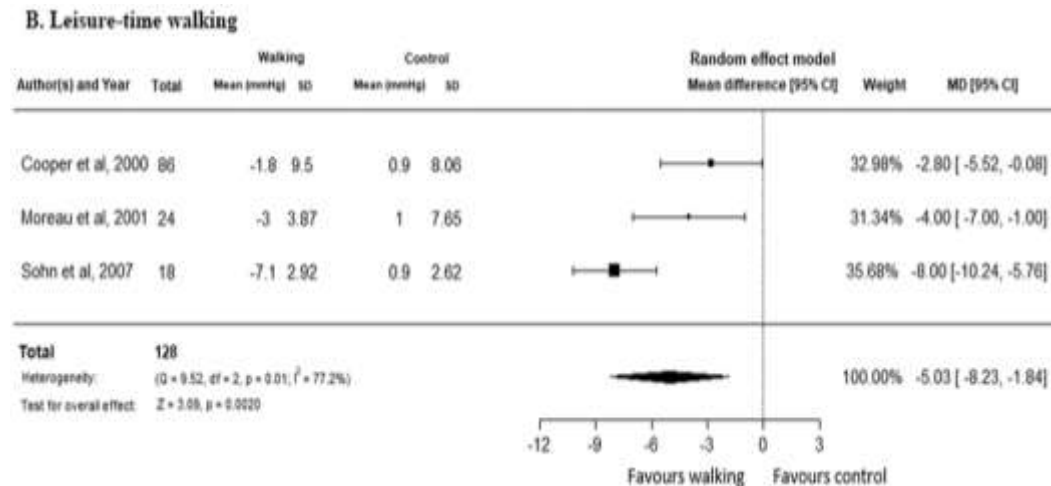 B. Leisure-time walking
Walking Control Random effect model
Author(s) and Year Total Mean (mmHg) SD Mean (mmHg) SD Mean difference [95% CI] Weight MD [95% CI]
Cooper et al, 2000 86 -1.8 9.5 0.9 8.06 32.98% -2.80 [ -5.52, -0.08]
Moreau et al, 2001 24 -3 3.87 1 7.65 31.34% -4.00 [ -7.00, -1.00]
Sohn et al, 2007 18 -7.1 2.92 0.9 2.62 35.68% -8.00 [-10.24, -5.76]
Total 128
Heterogeneity: (Q = 9.52, df = 2, p = 0.01; I² = 77.2%) 100.00% -5.03 [ -8.23, -1.84]
Test for overall effect: Z = 3.09, p = 0.0020
-12 -9 -6 -3 0 3
Favours walking Favours control